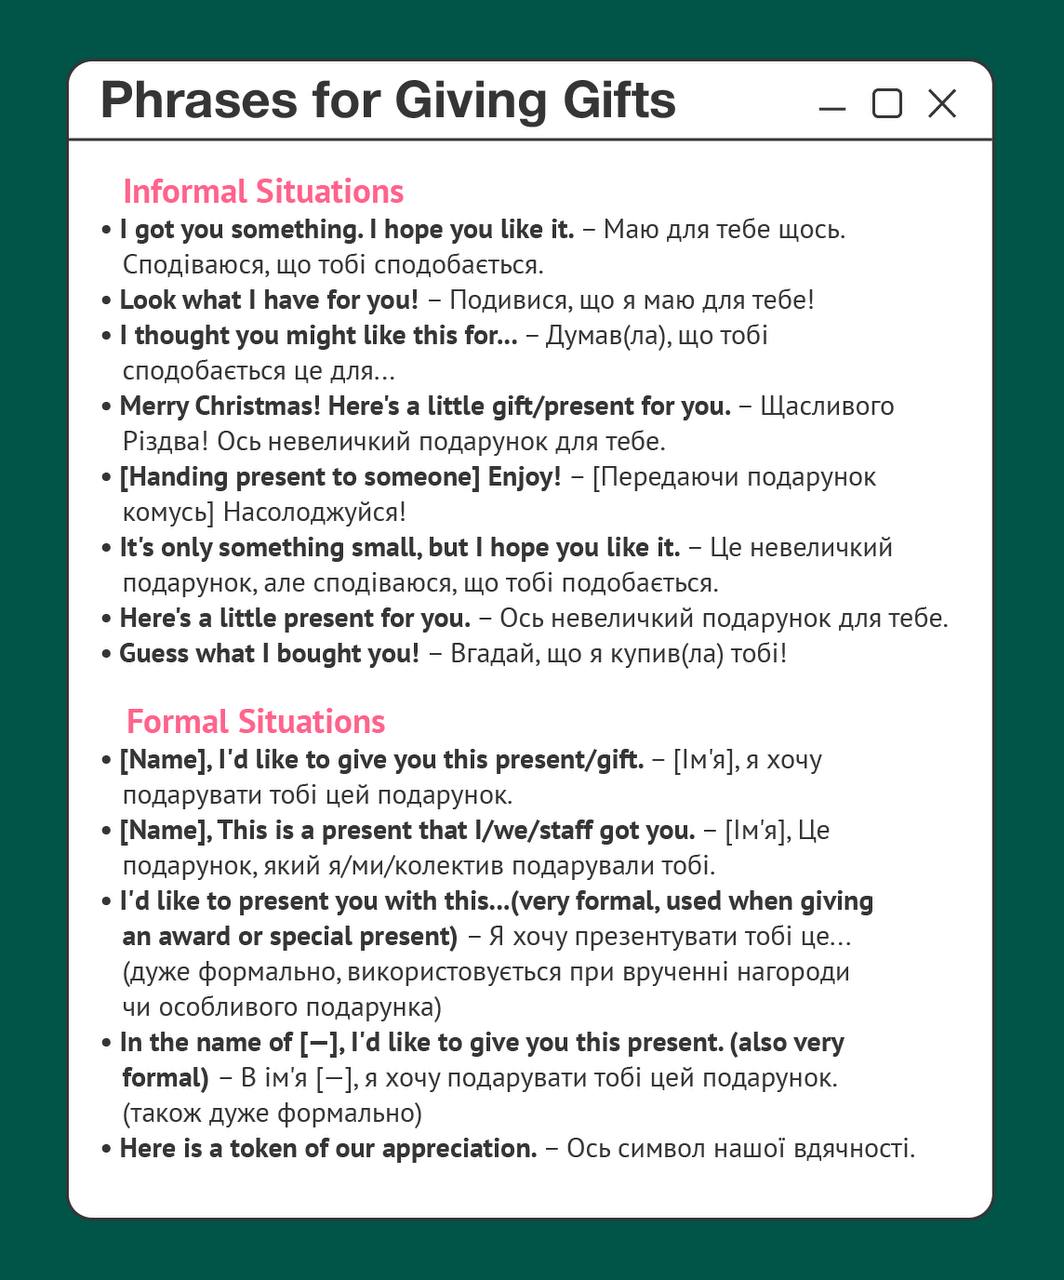 Phrases for Giving Gifts
Informal Situations
• I got you something. I hope you like it. – Маю для тебе щось.
Сподіваюся, що тобі сподобається.
• Look what I have for you! – Подивися, що я маю для тебе!
• I thought you might like this for... – Думав(ла), що тобі
сподобається це для...
• Merry Christmas! Here's a little gift/present for you. – Щасливого
Різдва! Ось невеличкий подарунок для тебе.
• [Handing present to someone] Enjoy! – [Передаючи подарунок
комусь] Насолоджуйся!
• It's only something small, but I hope you like it. – Це невеличкий
подарунок, але сподіваюся, що тобі подобається.
• Here's a little present for you. – Ось невеличкий подарунок для тебе.
• Guess what I bought you! – Вгадай, що я купив(ла) тобі!
Formal Situations
• [Name], I'd like to give you this present/gift. – [Ім'я], я хочу
подарувати тобі цей подарунок.
• [Name], This is a present that I/we/staff got you. – [Ім'я], Це
подарунок, який я/ми/колектив подарували тобі.
• I'd like to present you with this...(very formal, used when giving
an award or special present) – Я хочу презентувати тобі це...
(дуже формально, використовується при врученні нагороди
чи особливого подарунка)
• In the name of [—], I'd like to give you this present. (also very
formal) – В ім'я [—], я хочу подарувати тобі цей подарунок.
(також дуже формально)
• Here is a token of our appreciation. – Ось символ нашої вдячності.